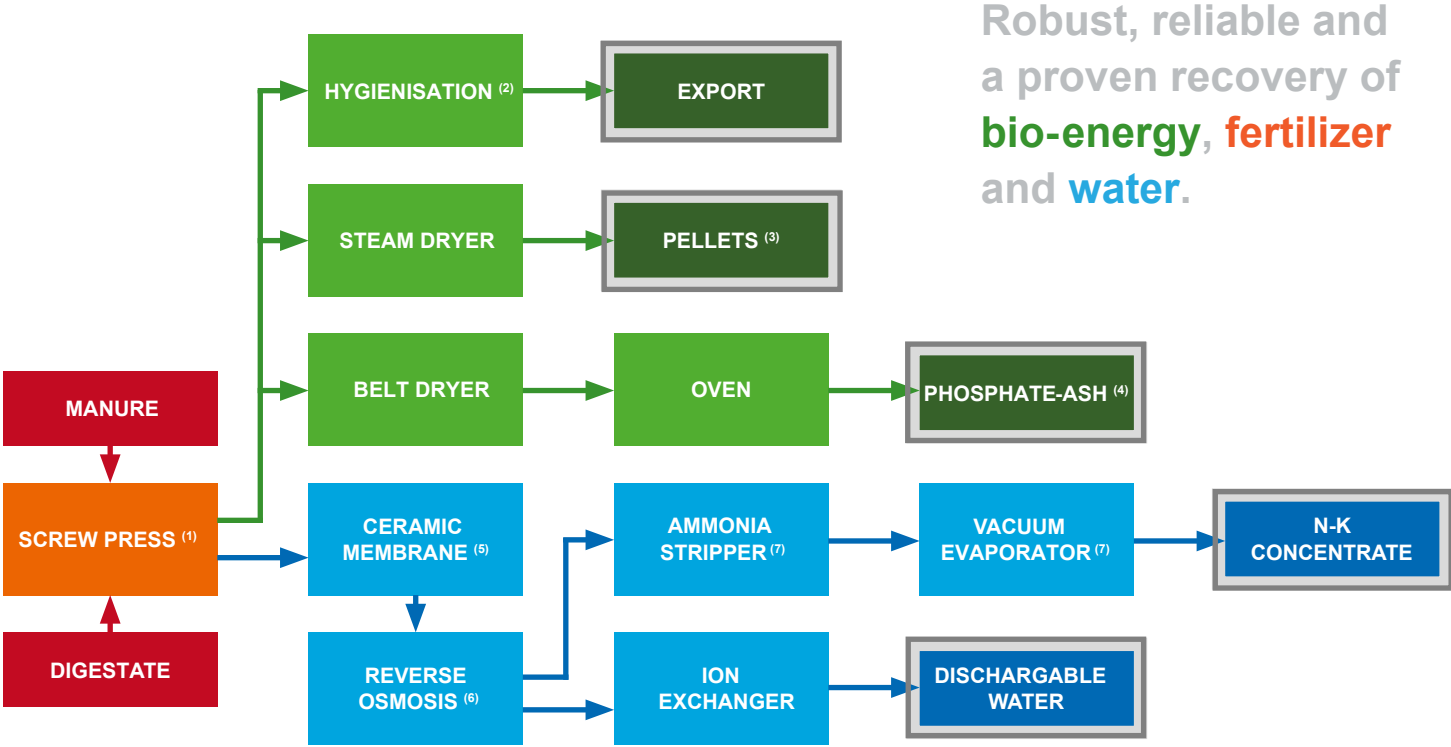 Robust, reliable and
a proven recovery of
bio-energy, fertilizer
and water.
HYGIENISATION (2)
EXPORT
STEAM DRYER
PELLETS (3)
BELT DRYER
OVEN
PHOSPHATE-ASH (4)
MANURE
SCREW PRESS (1)
DIGESTATE
CERAMIC
MEMBRANE (5)
AMMONIA
STRIPPER (7)
VACUUM
EVAPORATOR (7)
N-K
CONCENTRATE
REVERSE
OSMOSIS (6)
ION
EXCHANGER
DISCHARGABLE
WATER